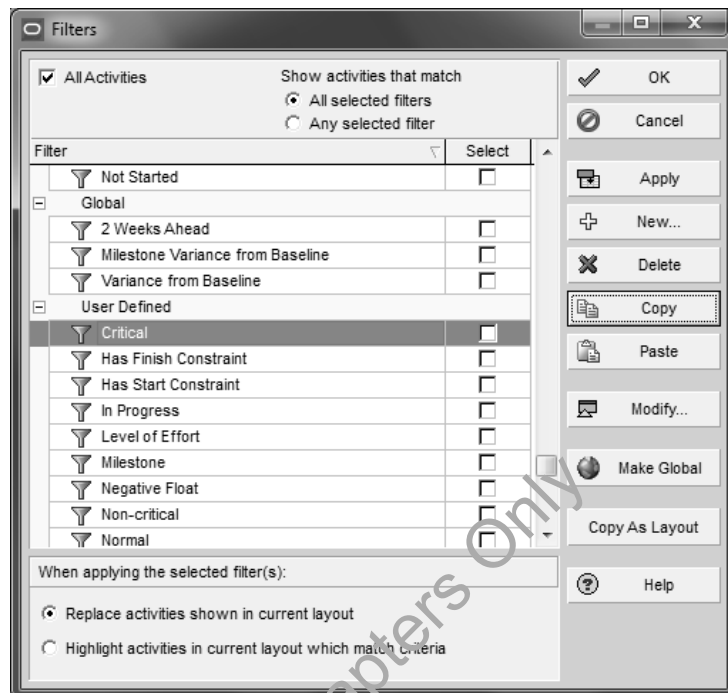 Filters
All Activities
Show activities that match
All selected filters
Any selected filter
Filter Select
Not Started
Global
2 Weeks Ahead
Milestone Variance from Baseline
Variance from Baseline
User Defined
Critical
Has Finish Constraint
Has Start Constraint
In Progress
Level of Effort
Milestone
Negative Float
Non-critical
Normal
When applying the selected filter(s):
Replace activities shown in current layout
Highlight activities in current layout which match criteria
OK
Cancel
Apply
New...
Delete
Copy
Paste
Modify...
Make Global
Copy As Layout
Help
Only